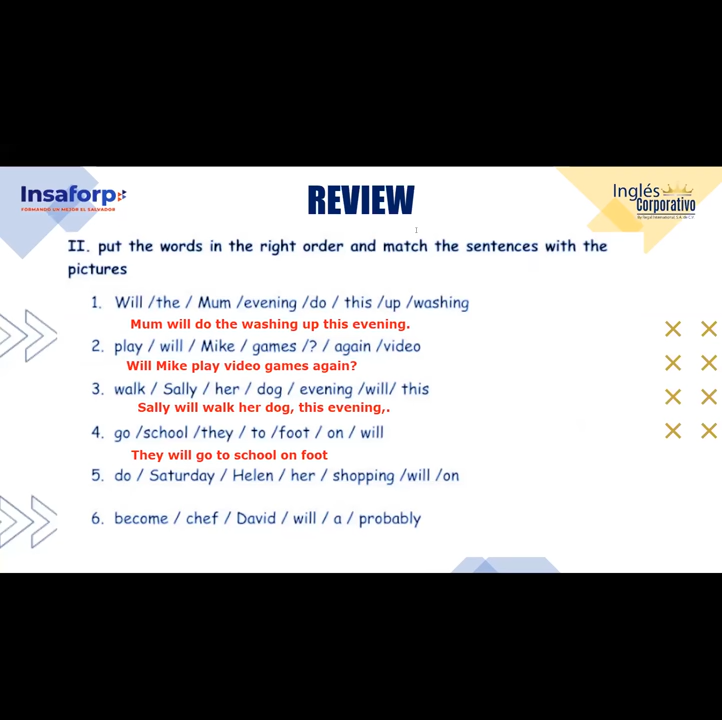 Insaforp
FORMANDO UN MEJOR EL SALVADOR
REVIEW
Inglés
Corporativo
II. put the words in the right order and match the sentences with the
pictures
1. Will /the / Mum /evening /do / this /up /washing
Mum will do the washing up this evening.
2. play / will / Mike / games /? / again /video
Will Mike play video games again?
3. walk / Sally / her / dog / evening /will/ this
Sally will walk her dog, this evening,.
4. go /school /they / to /foot / on / will
They will go to school on foot
5. do / Saturday / Helen / her / shopping /will /on
6. become / chef / David / will / a / probably